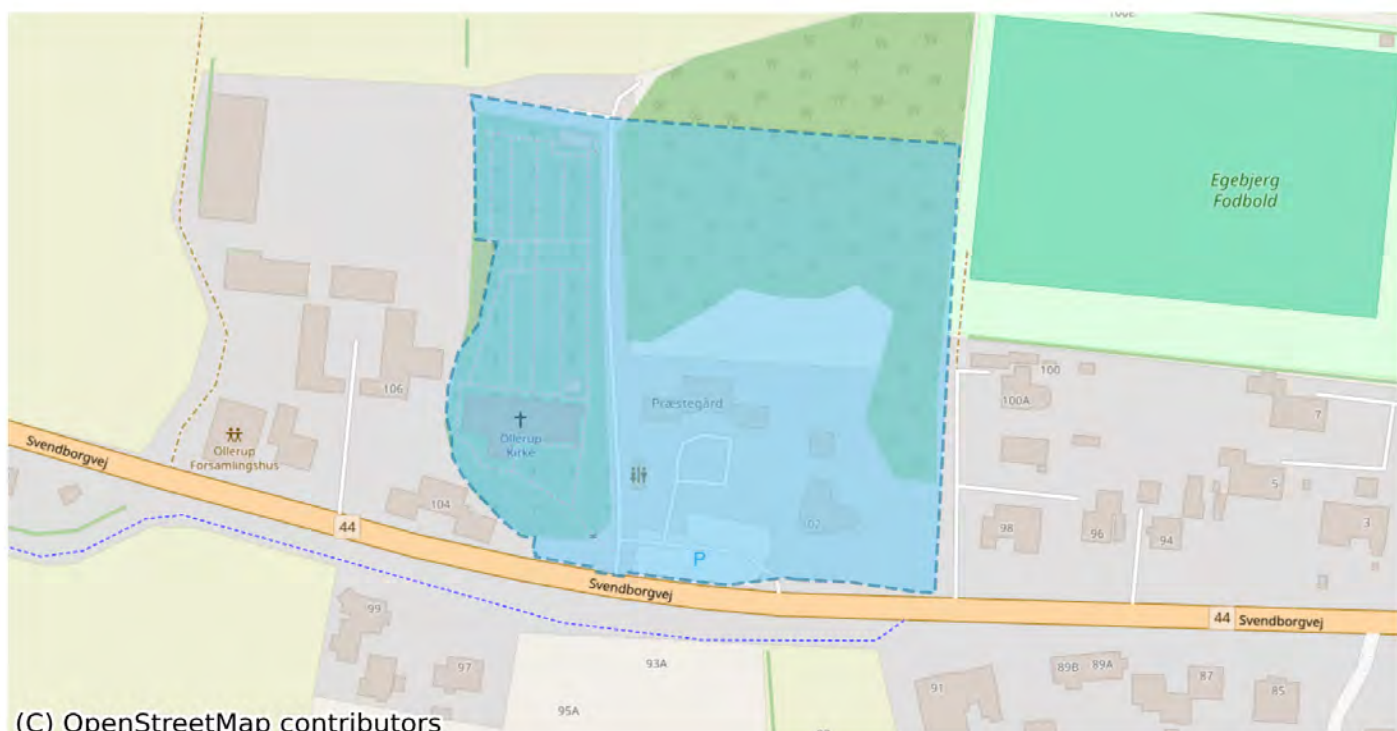 Egebjerg
Fodbold
100
100A
7
Præstegård
106
Ollerup
Kirke
Ollerup
Forsamlingshus
Svendborgvej
104
44
P
98
96
94
5
3
Svendborgvej
44 Svendborgvej
99
97
93A
95A
91
89B
89A
87
85
(C) OpenStreetMap contributors